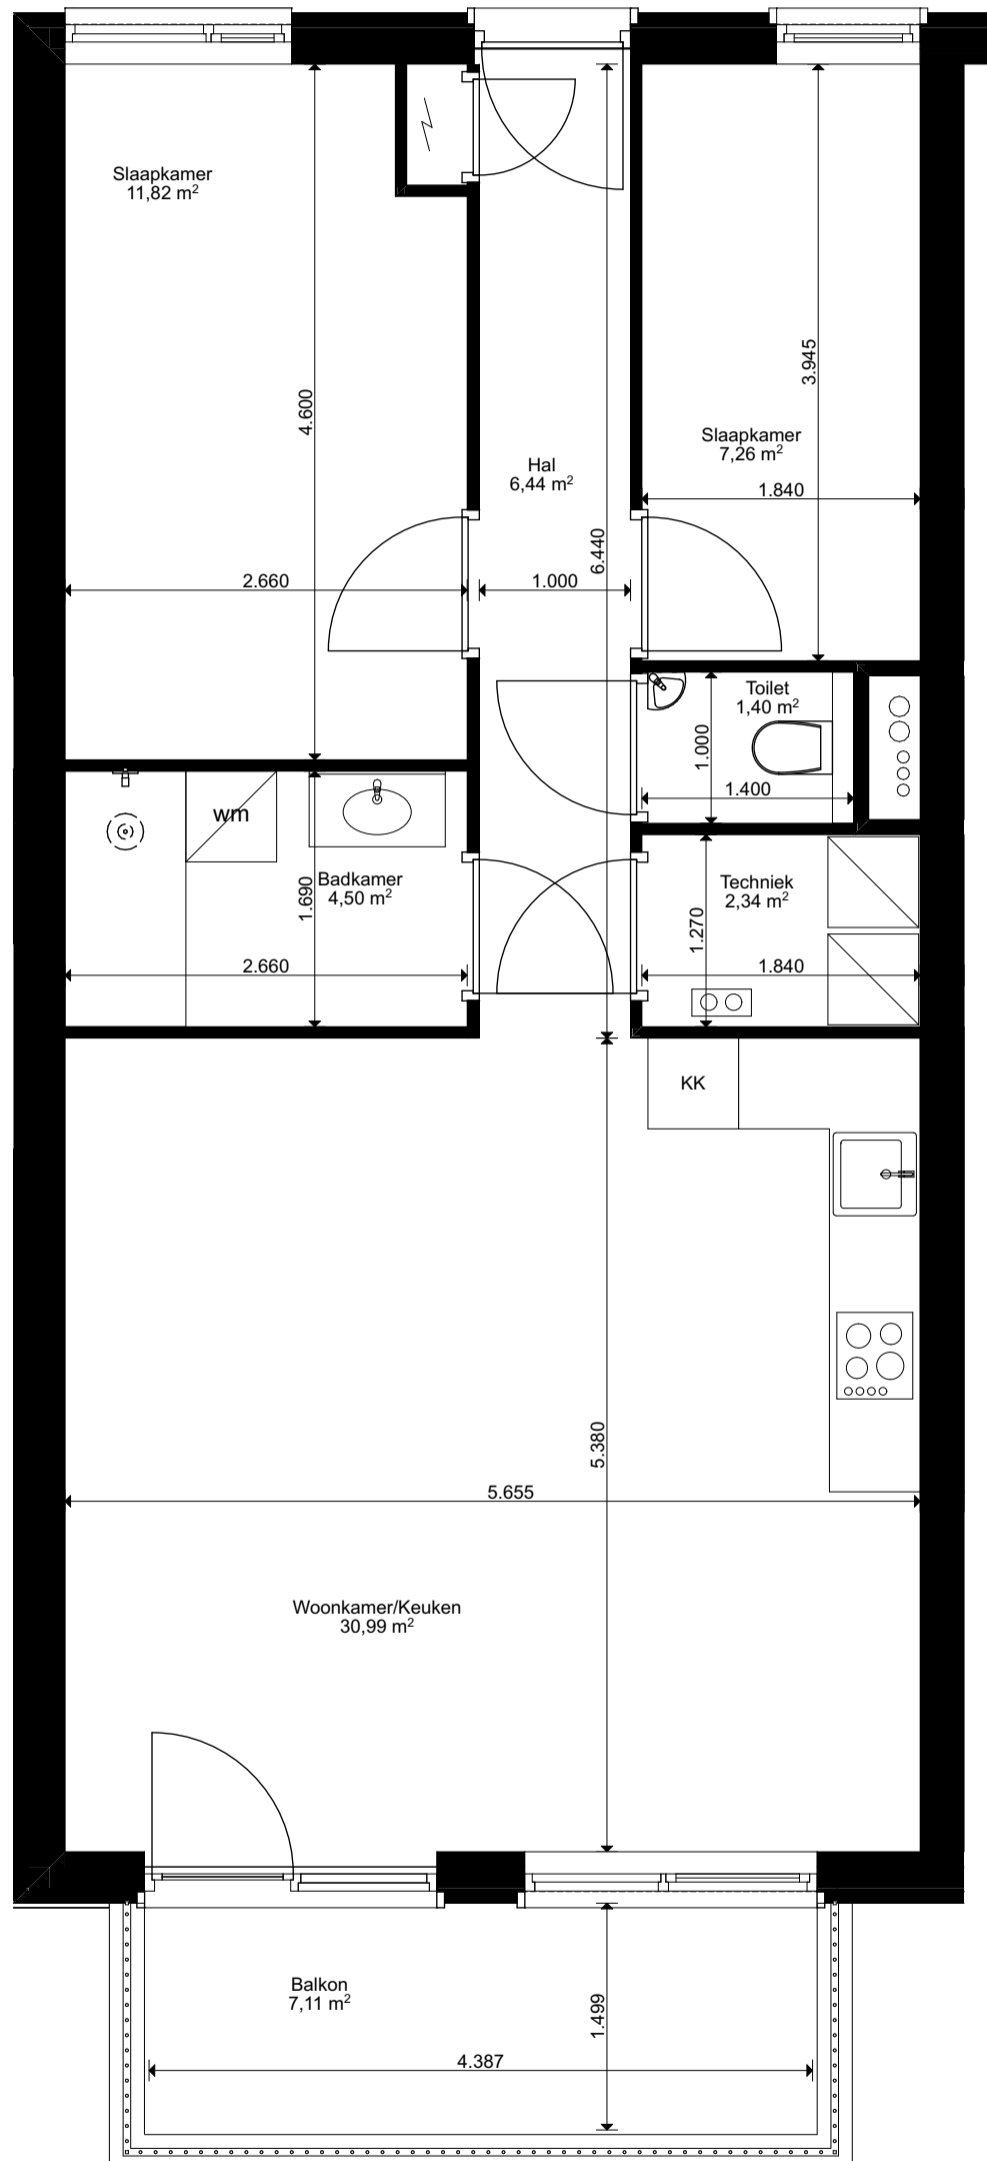 Slaapkamer
11,82 m²
4.600
2.660
Hal
6,44 m²
6.440
1.000
3.945
Slaapkamer
7,26 m²
1.840
Toilet
1,40 m²
1.000
1.400
wm
Badkamer
4,50 m²
1.690
2.660
Techniek
2,34 m²
1.270
1.840
KK
5.380
5.655
Woonkamer/Keuken
30,99 m²
Balkon
7,11 m²
1.499
4.387